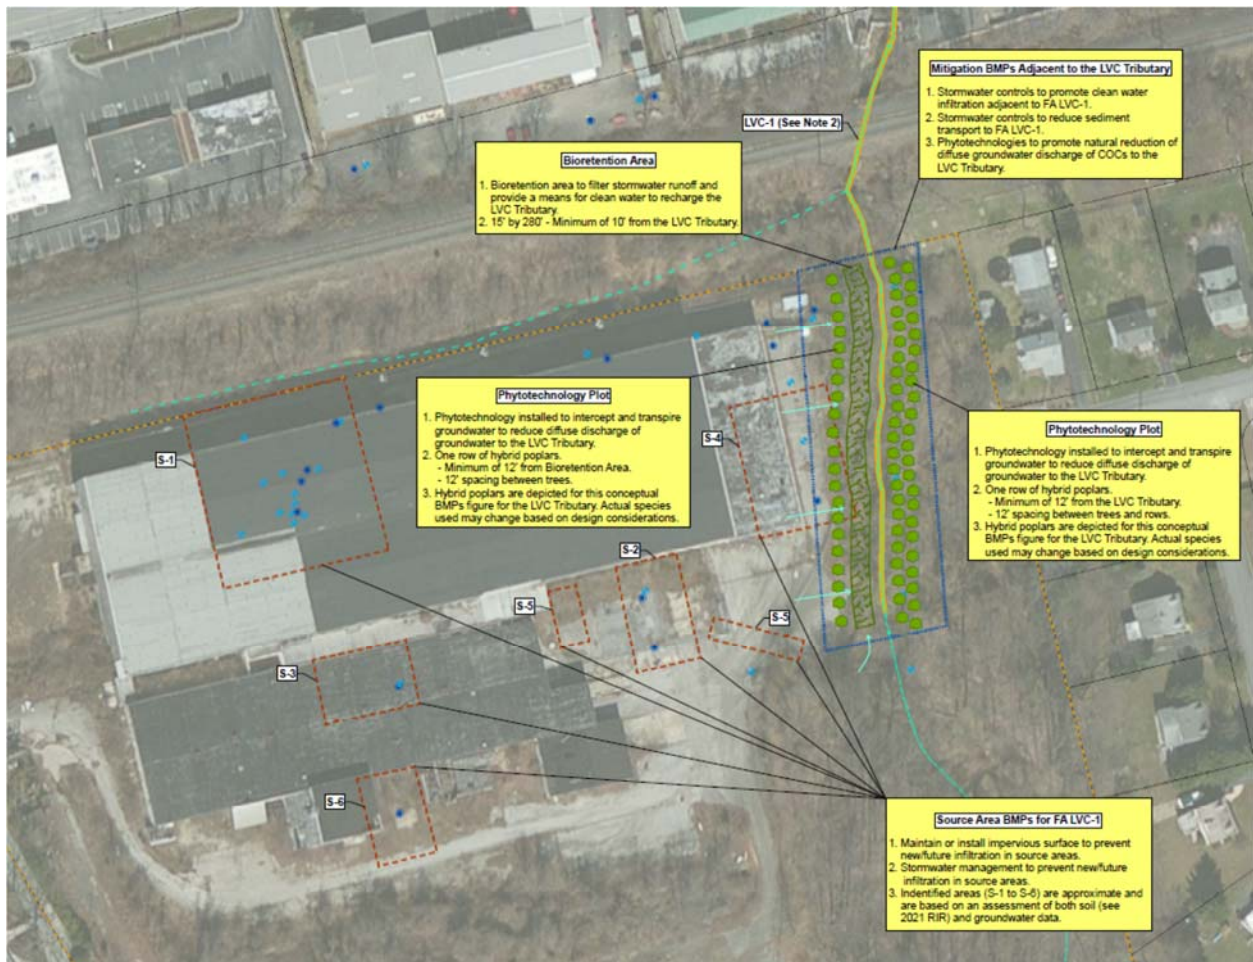 Mitigation BMPs Adjacent to the LVC Tributary
1. Stormwater controls to promote clean water
infiltration adjacent to FA LVC-1.
2. Stormwater controls to reduce sediment
transport to FA LVC-1.
3. Phytotechnologies to promote natural reduction of
diffuse groundwater discharge of COCs to the
LVC Tributary.
LVC-1 (See Note 2)
Bioretention Area
1. Bioretention area to filter stormwater runoff and
provide a means for clean water to recharge the
LVC Tributary.
2. 15' by 280' - Minimum of 10' from the LVC Tributary.
Phytotechnology Plot
1. Phytotechnology installed to intercept and transpire
groundwater to reduce diffuse discharge of
groundwater to the LVC Tributary.
2. One row of hybrid poplars.
- Minimum of 12' from Bioretention Area.
- 12' spacing between trees.
3. Hybrid poplars are depicted for this conceptual
BMPs figure for the LVC Tributary. Actual species
used may change based on design considerations.
Phytotechnology Plot
1. Phytotechnology installed to intercept and transpire
groundwater to reduce diffuse discharge of
groundwater to the LVC Tributary.
2. One row of hybrid poplars.
- Minimum of 12' from the LVC Tributary.
- 12' spacing between trees and rows.
3. Hybrid poplars are depicted for this conceptual
BMPs figure for the LVC Tributary. Actual species
used may change based on design considerations.
S-4
S-1
S-2
S-5
S-5
S-3
S-6
Source Area BMPs for FA LVC-1
1. Maintain or install impervious surface to prevent
new/future infiltration in source areas.
2. Stormwater management to prevent new/future
infiltration in source areas.
3. Indentified areas (S-1 to S-6) are approximate and
are based on an assessment of both soil (see
2021 RIR) and groundwater data.